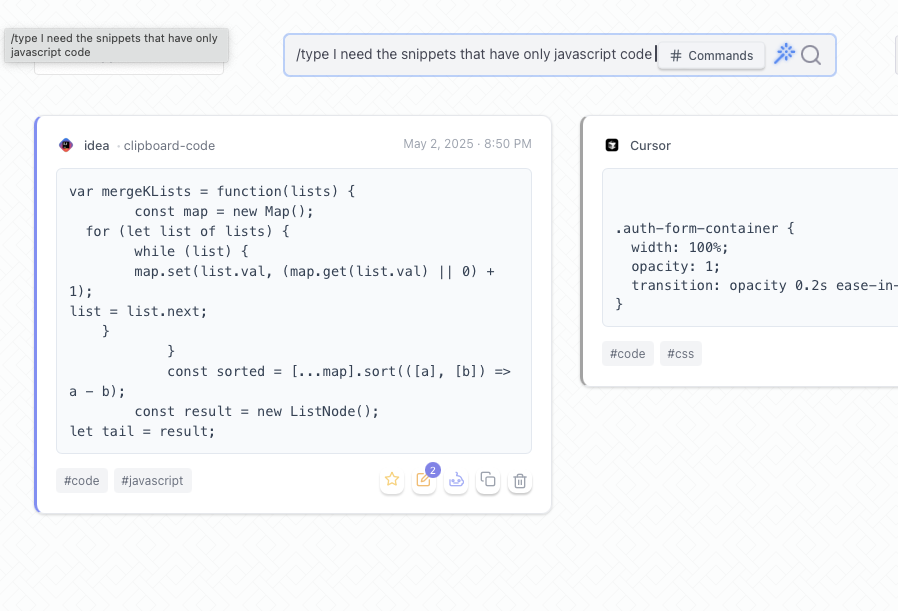 /type I need the snippets that have only
javascript code
/type I need the snippets that have only javascript code
# Commands
idea · clipboard-code
May 2, 2025 · 8:50 PM
var mergeKLists = function(lists) {
        const map = new Map();
  for (let list of lists) {
        while (list) {
        map.set(list.val, (map.get(list.val) || 0) +
1);
list = list.next;
    }
            }
            const sorted = [...map].sort(([a], [b]) =>
a - b);
        const result = new ListNode();
let tail = result;
#code #javascript
2
Cursor
.auth-form-container {
  width: 100%;
  opacity: 1;
  transition: opacity 0.2s ease-in-
}
#code #css